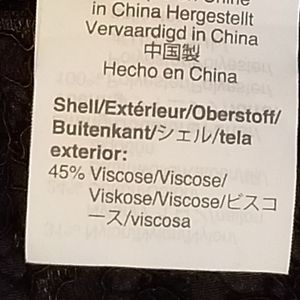 in China Hergestellt
Vervaardigd in China
中国製
Hecho en China
Shell/Extérieur/Oberstoff/
Buitenkant/シェル/tela
exterior:
45% Viscose/Viscose/
Viskose/Viscose/ビスコ
ース/viscosa